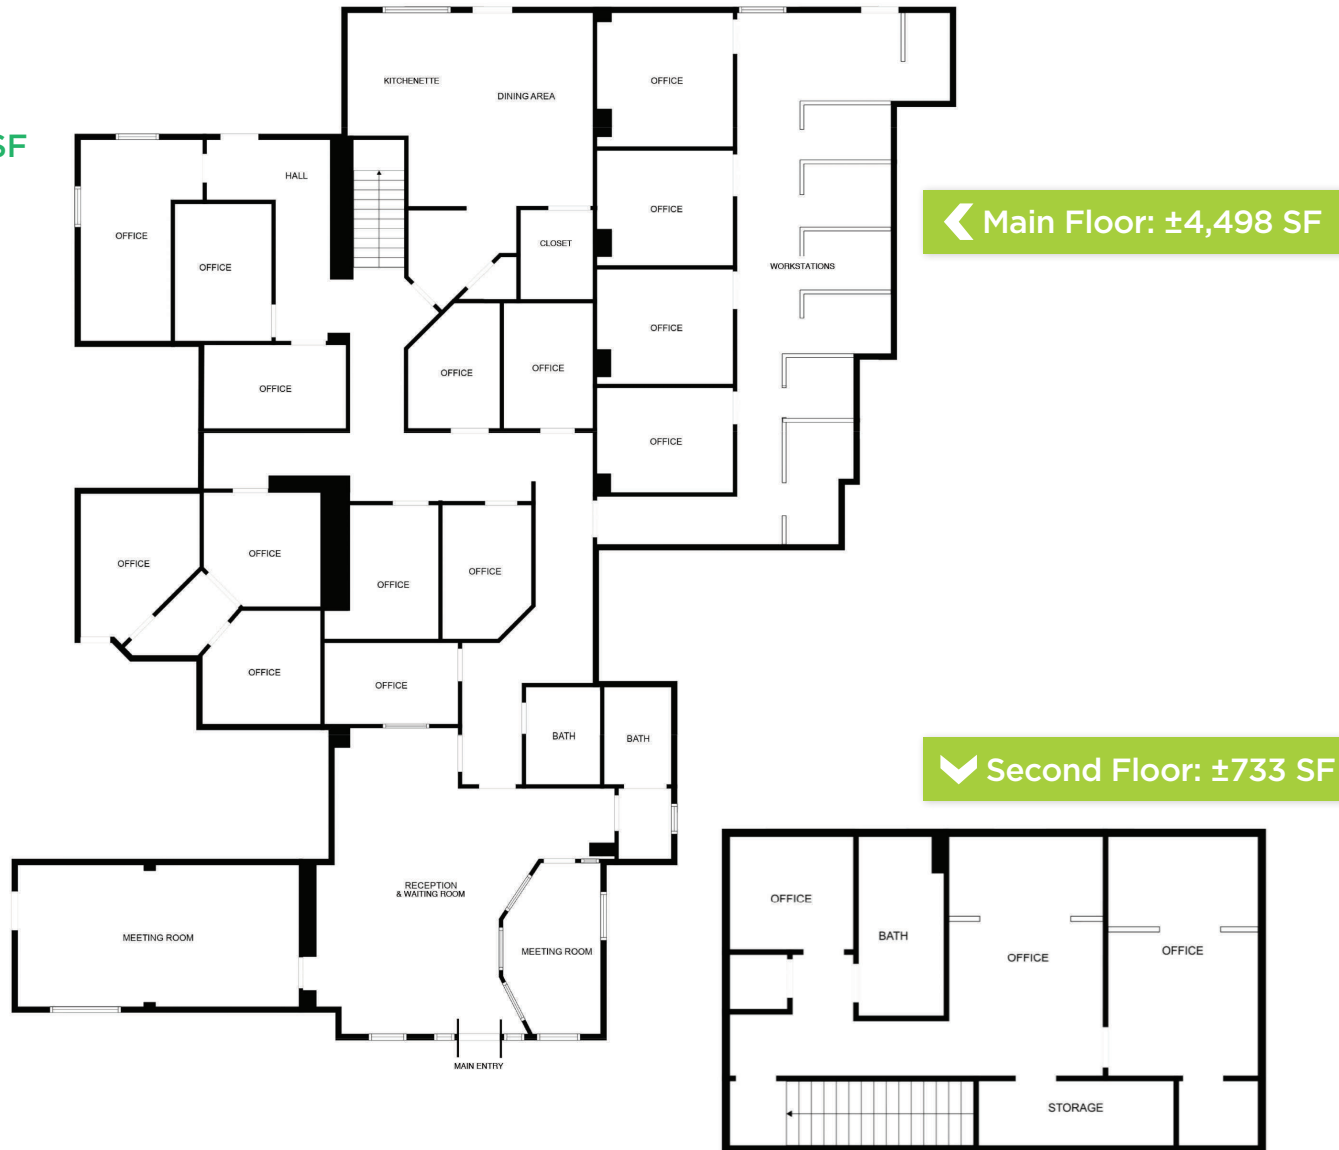 SF
KITCHENETTE
DINING AREA
OFFICE
HALL
OFFICE
OFFICE
CLOSET
OFFICE
Main Floor: ±4,498 SF
WORKSTATIONS
OFFICE
OFFICE
OFFICE
OFFICE
OFFICE
OFFICE
OFFICE
OFFICE
OFFICE
OFFICE
OFFICE
OFFICE
BATH
BATH
Second Floor: ±733 SF
RECEPTION
& WAITING ROOM
MEETING ROOM
MEETING ROOM
MAIN ENTRY
OFFICE
BATH
OFFICE
OFFICE
STORAGE